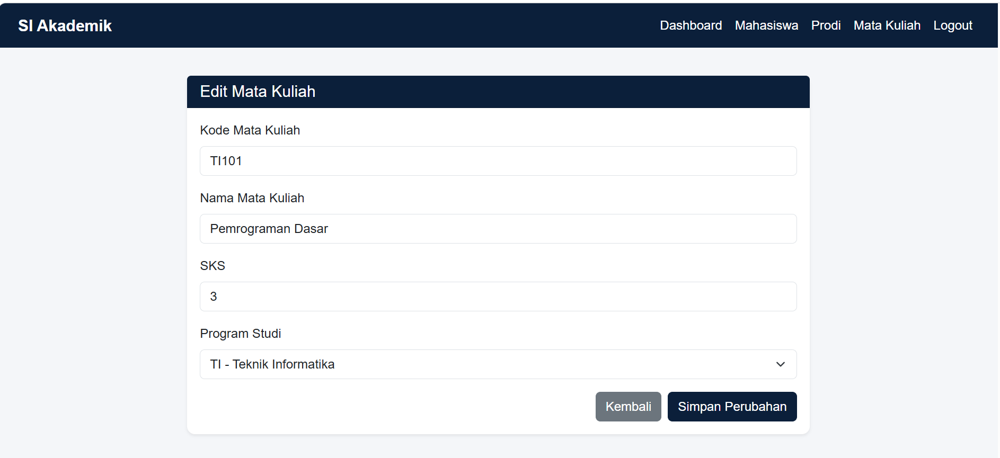 SI Akademik
Dashboard Mahasiswa Prodi Mata Kuliah Logout
Edit Mata Kuliah
Kode Mata Kuliah
TI101
Nama Mata Kuliah
Pemrograman Dasar
SKS
3
Program Studi
TI - Teknik Informatika
Kembali Simpan Perubahan